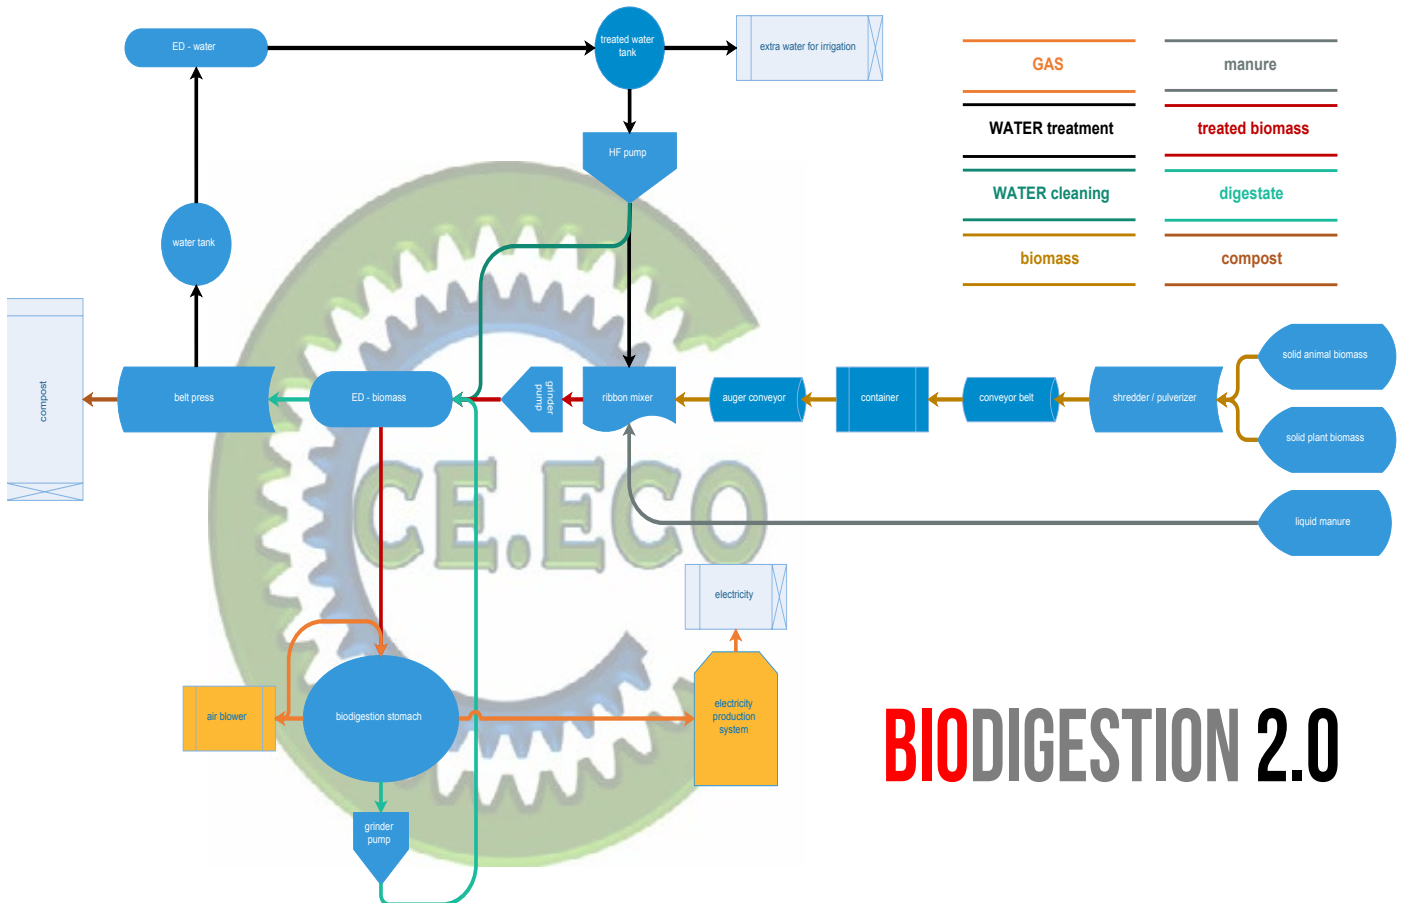 ED - water
treated water
tank
extra water for irrigation
GAS
manure
WATER treatment
treated biomass
HF pump
WATER cleaning
digestate
water tank
biomass
compost
compost
belt press
ED - biomass
grinder
pump
ribbon mixer
auger conveyor
container
conveyor belt
shredder / pulverizer
solid animal biomass
solid plant biomass
liquid manure
CE.ECO
electricity
air blower
biodigestion stomach
electricity
production
system
BIODIGESTION 2.0
grinder
pump